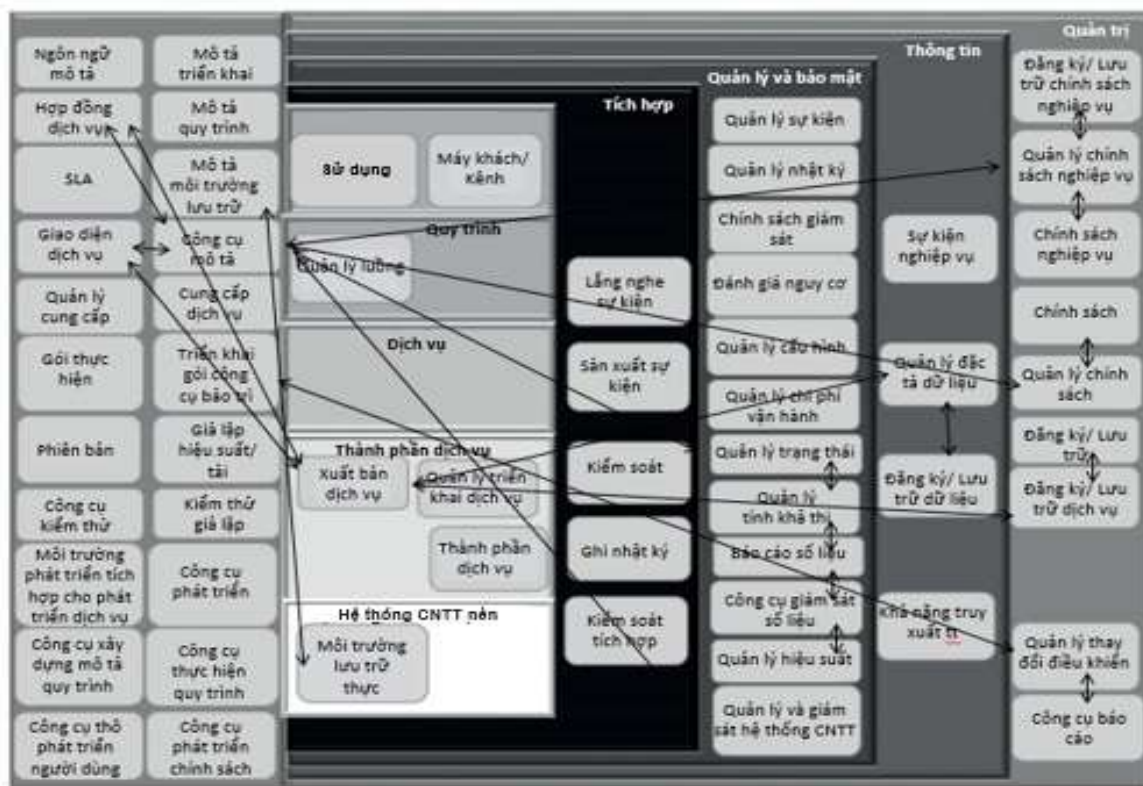 Ngôn ngữ
mô tả
Mô tả
triển khai
Hợp đồng
dịch vụ
Mô tả
quy trình
SLA
Mô tả
môi trường
lưu trữ
Giao diện
dịch vụ
Công cụ
mô tả
Quản lý
cung cấp
Cung cấp
dịch vụ
Gói thực
hiện
Triển khai
gói công
cụ bảo trì
Phiên bản
Giả lập
hiệu suất/
tải
Công cụ
kiểm thử
Kiểm thử
giả lập
Môi trường
phát triển tích
hợp cho phát
triển dịch vụ
Công cụ
phát triển
Công cụ xây
dựng mô tả
quy trình
Công cụ
thực hiện
quy trình
Công cụ thô
phát triển
người dùng
Công cụ
phát triển
chính sách
Sử dụng
Máy khách/
Kênh
Quy trình
Quản lý luồng
Dịch vụ
Thành phần dịch vụ
Xuất bản
dịch vụ
Quản lý triển
khai dịch vụ
Thành phần
dịch vụ
Hệ thống CNTT nền
Môi trường
lưu trữ
thực
Tích hợp
Lắng nghe
sự kiện
Sản xuất sự
kiện
Kiểm soát
Ghi nhật ký
Kiểm soát
tích hợp
Quản lý và bảo mật
Quản lý sự kiện
Quản lý nhật ký
Chính sách giám
sát
Đánh giá nguy cơ
Quản lý cấu hình
Quản lý chi phí
vận hành
Quản lý trạng thái
Quản lý
tính khả thi
Báo cáo số liệu
Công cụ giám sát
số liệu
Quản lý hiệu suất
Quản lý và giám
sát hệ thống CNTT
Thông tin
Sự kiện
nghiệp vụ
Quản lý đặc
tả dữ liệu
Đăng ký/ Lưu
trữ dữ liệu
Khả năng truy
xuất tt
Quản trị
Đăng ký/ Lưu
trữ chính sách
nghiệp vụ
Quản lý chính
sách nghiệp vụ
Chính sách
nghiệp vụ
Chính sách
Quản lý chính
sách
Đăng ký/ Lưu
trữ
Đăng ký/ Lưu
trữ dịch vụ
Quản lý thay
đổi điều khiển
Công cụ báo
cáo